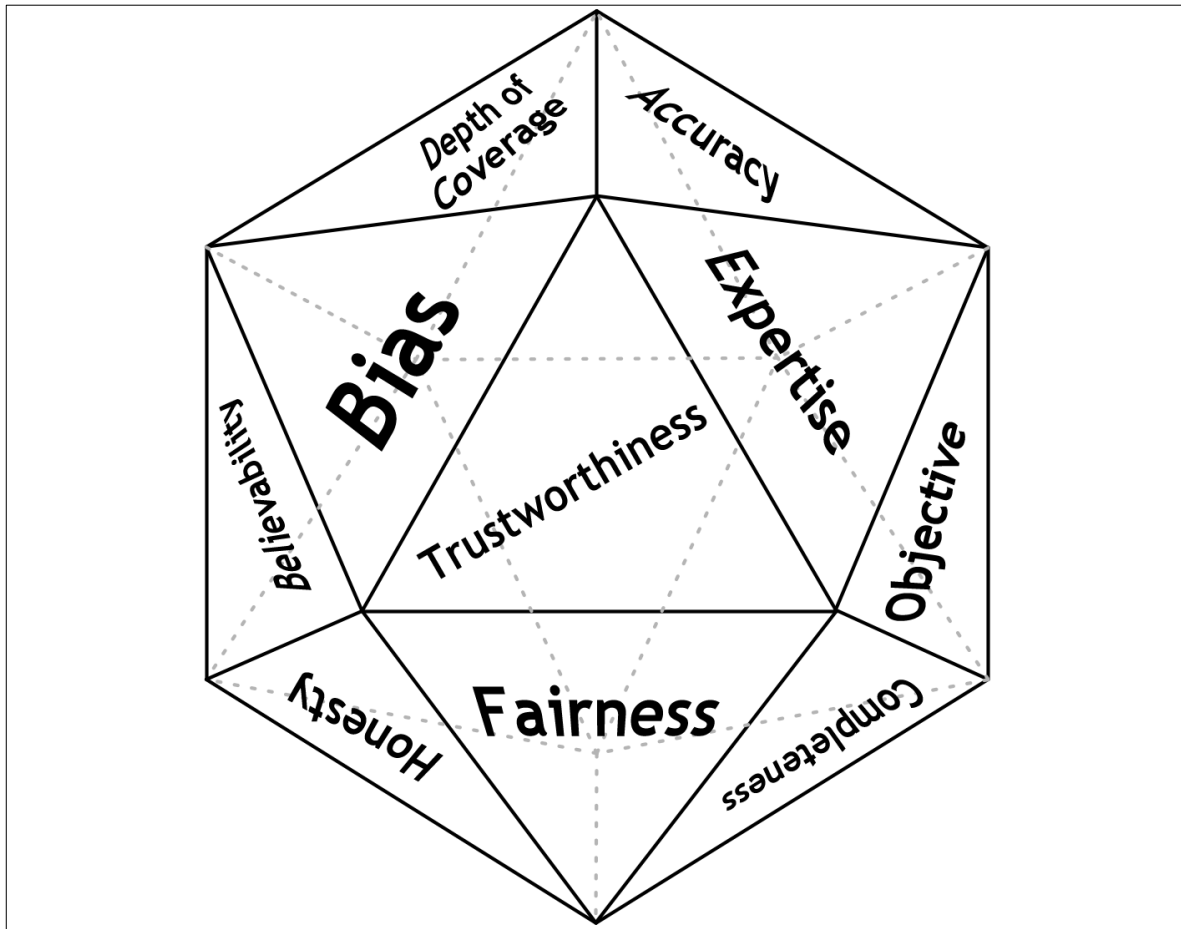 Depth of
Coverage
Accuracy
Bias
Expertise
Trustworthiness
Believability
Objective
Honesty
Fairness
Completeness